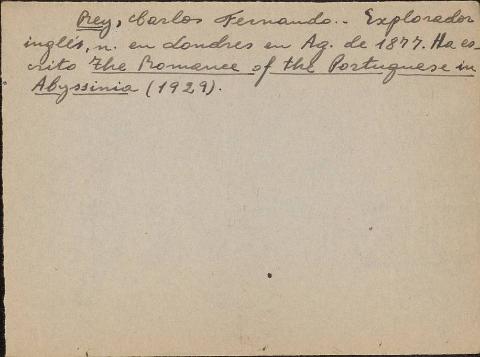 Rey, Carlos Fernando.. Explorador
inglés, n. en Londres en Ag. de 1877. Ha es-
crito The Romance of the Portuguese in
Abyssinia (1929).